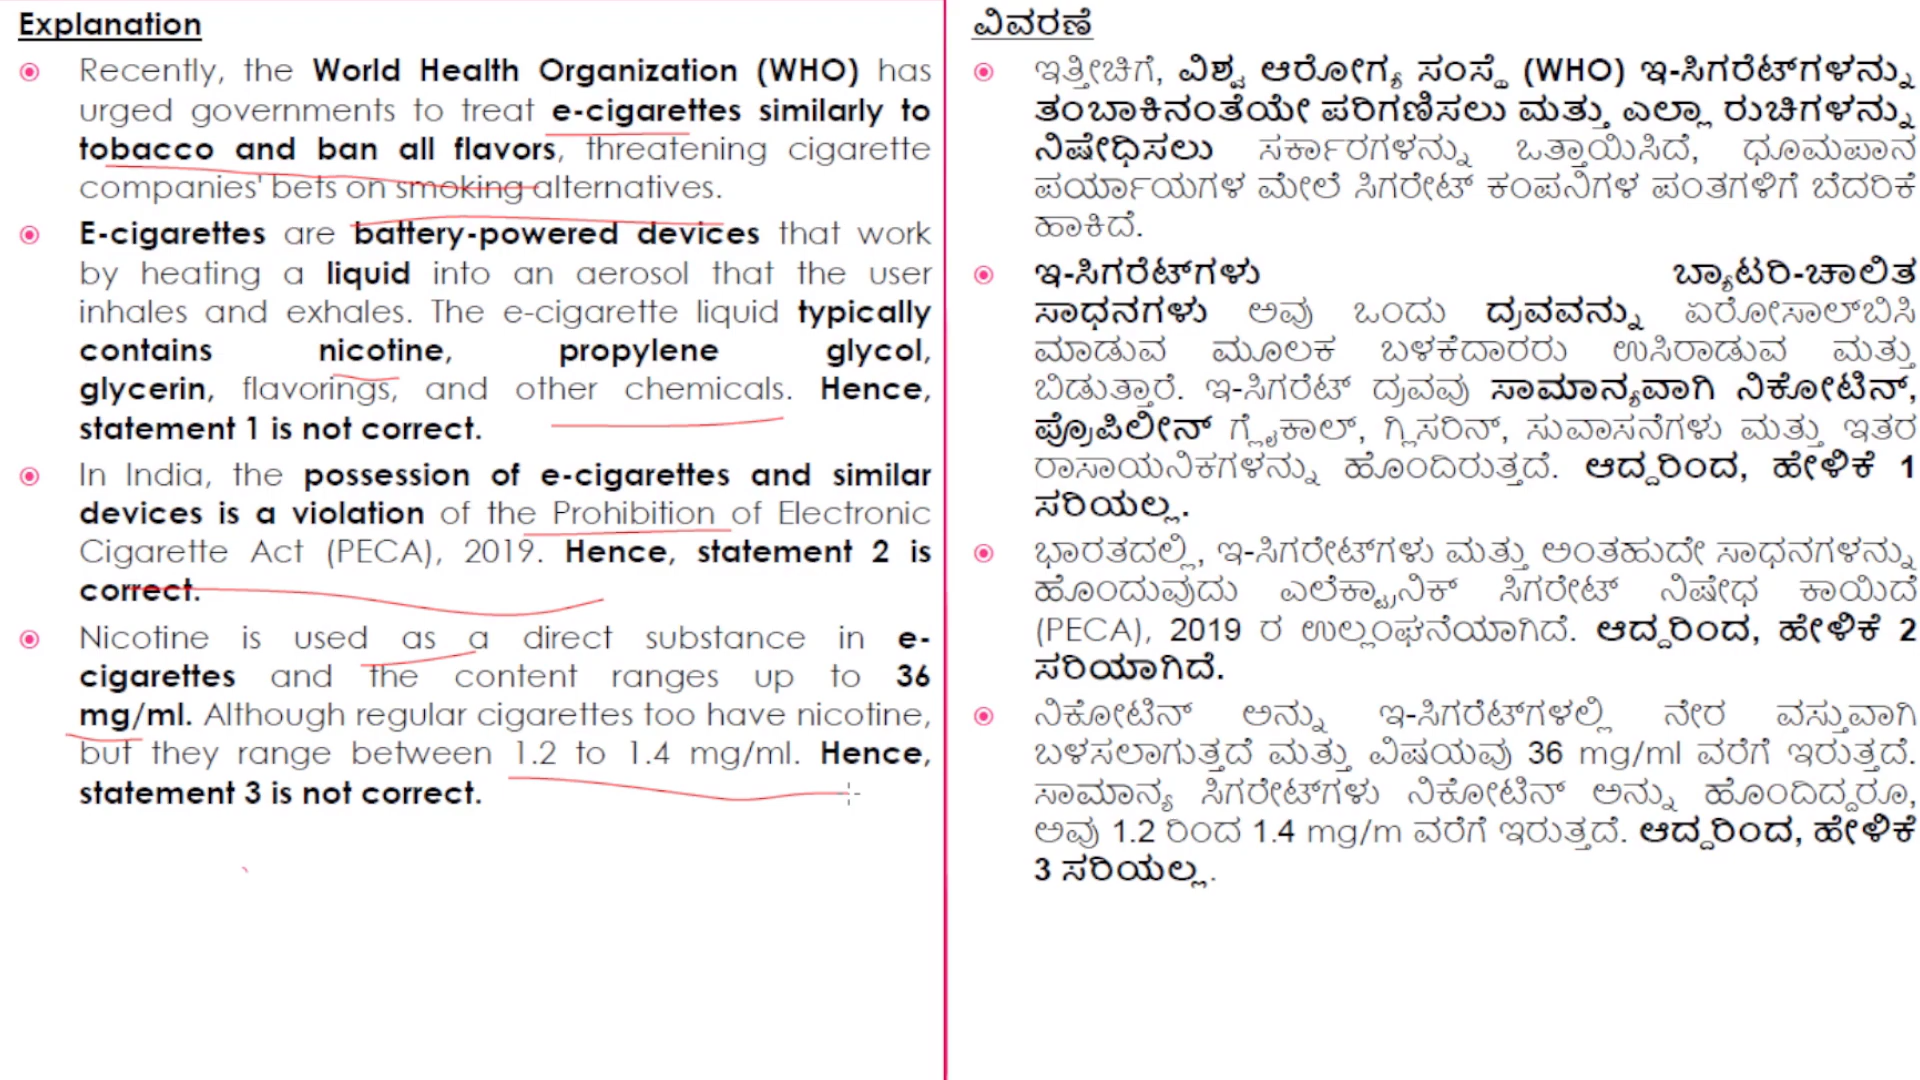 Explanation
Recently, the World Health Organization (WHO) has
urged governments to treat e-cigarettes similarly to
tobacco and ban all flavors, threatening cigarette
companies' bets on smoking alternatives.
E-cigarettes are battery-powered devices that work
by heating a liquid into an aerosol that the user
inhales and exhales. The e-cigarette liquid typically
contains nicotine, propylene glycol,
glycerin, flavorings, and other chemicals. Hence,
statement 1 is not correct.
In India, the possession of e-cigarettes and similar
devices is a violation of the Prohibition of Electronic
Cigarette Act (PECA), 2019. Hence, statement 2 is
correct.
Nicotine is used as a direct substance in e-
cigarettes and the content ranges up to 36
mg/ml. Although regular cigarettes too have nicotine,
but they range between 1.2 to 1.4 mg/ml. Hence,
statement 3 is not correct.
ವಿವರಣೆ
ಇತ್ತೀಚಿಗೆ, ವಿಶ್ವ ಆರೋಗ್ಯ ಸಂಸ್ಥೆ (WHO) ಇ-ಸಿಗರೆಟ್‌ಗಳನ್ನು
ತಂಬಾಕಿನಂತೆಯೇ ಪರಿಗಣಿಸಲು ಮತ್ತು ಎಲ್ಲಾ ರುಚಿಗಳನ್ನು
ನಿಷೇಧಿಸಲು ಸರ್ಕಾರಗಳನ್ನು ಒತ್ತಾಯಿಸಿದೆ, ಧೂಮಪಾನ
ಪರ್ಯಾಯಗಳ ಮೇಲೆ ಸಿಗರೇಟ್ ಕಂಪನಿಗಳ ಪಂತಗಳಿಗೆ ಬೆದರಿಕೆ
ಹಾಕಿದೆ.
ಇ-ಸಿಗರೆಟ್‌ಗಳು ಬ್ಯಾಟರಿ-ಚಾಲಿತ
ಸಾಧನಗಳು ಅವು ಒಂದು ದ್ರವವನ್ನು ಏರೋಸಾಲ್‌ಬಿಸಿ
ಮಾಡುವ ಮೂಲಕ ಬಳಕೆದಾರರು ಉಸಿರಾಡುವ ಮತ್ತು
ಬಿಡುತ್ತಾರೆ. ಇ-ಸಿಗರೆಟ್ ದ್ರವವು ಸಾಮಾನ್ಯವಾಗಿ ನಿಕೋಟಿನ್,
ಪ್ರೊಪಿಲೀನ್ ಗ್ಲೈಕಾಲ್, ಗ್ಲಿಸರಿನ್, ಸುವಾಸನೆಗಳು ಮತ್ತು ಇತರ
ರಾಸಾಯನಿಕಗಳನ್ನು ಹೊಂದಿರುತ್ತದೆ. ಆದ್ದರಿಂದ, ಹೇಳಿಕೆ 1
ಸರಿಯಲ್ಲ.
ಭಾರತದಲ್ಲಿ, ಇ-ಸಿಗರೇಟ್‌ಗಳು ಮತ್ತು ಅಂತಹುದೇ ಸಾಧನಗಳನ್ನು
ಹೊಂದುವುದು ಎಲೆಕ್ಟ್ರಾನಿಕ್ ಸಿಗರೇಟ್ ನಿಷೇಧ ಕಾಯಿದೆ
(PECA), 2019 ರ ಉಲ್ಲಂಘನೆಯಾಗಿದೆ. ಆದ್ದರಿಂದ, ಹೇಳಿಕೆ 2
ಸರಿಯಾಗಿದೆ.
ನಿಕೋಟಿನ್ ಅನ್ನು ಇ-ಸಿಗರೆಟ್‌ಗಳಲ್ಲಿ ನೇರ ವಸ್ತುವಾಗಿ
ಬಳಸಲಾಗುತ್ತದೆ ಮತ್ತು ವಿಷಯವು 36 mg/ml ವರೆಗೆ ಇರುತ್ತದೆ.
ಸಾಮಾನ್ಯ ಸಿಗರೇಟ್‌ಗಳು ನಿಕೋಟಿನ್ ಅನ್ನು ಹೊಂದಿದ್ದರೂ,
ಅವು 1.2 ರಿಂದ 1.4 mg/m ವರೆಗೆ ಇರುತ್ತದೆ. ಆದ್ದರಿಂದ, ಹೇಳಿಕೆ
3 ಸರಿಯಲ್ಲ.